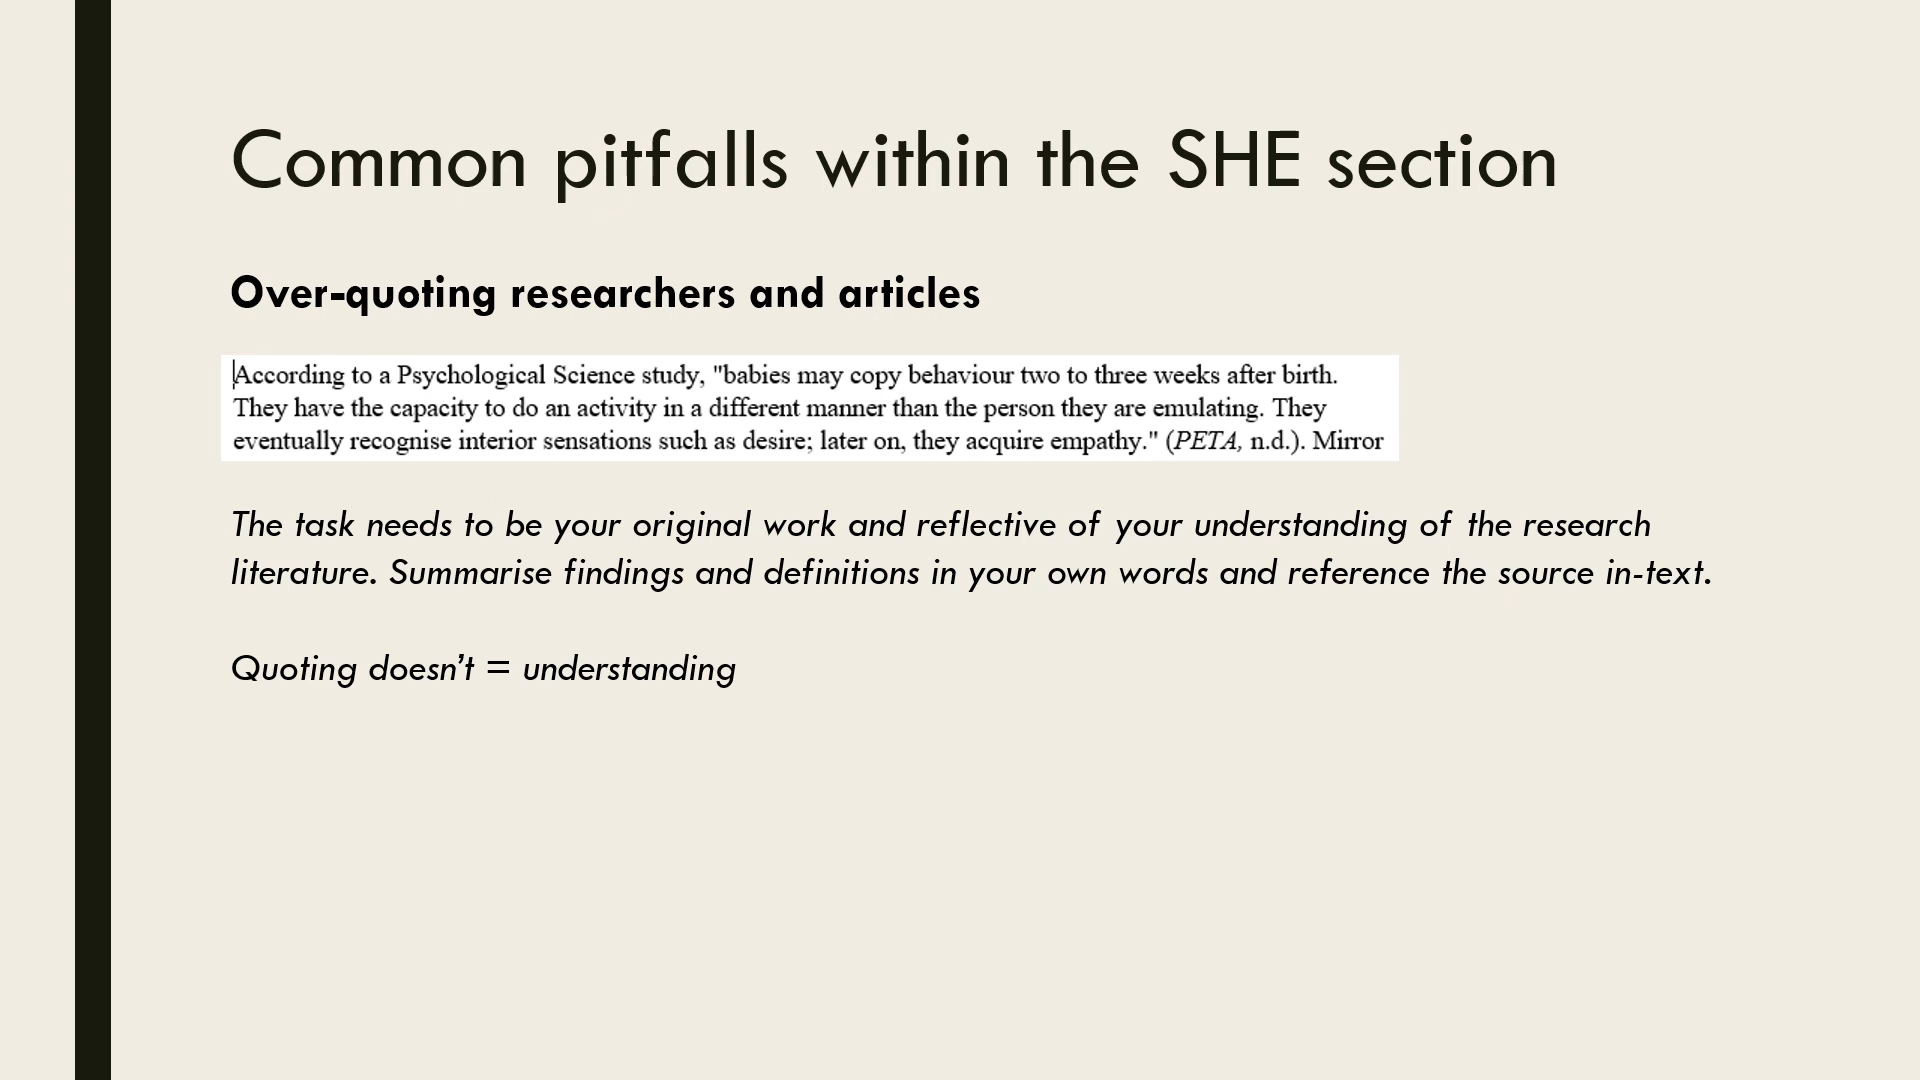 Common pitfalls within the SHE section
Over-quoting researchers and articles
According to a Psychological Science study, "babies may copy behaviour two to three weeks after birth.
They have the capacity to do an activity in a different manner than the person they are emulating. They
eventually recognise interior sensations such as desire; later on, they acquire empathy." (PETA, n.d.). Mirror
The task needs to be your original work and reflective of your understanding of the research
literature. Summarise findings and definitions in your own words and reference the source in-text.
Quoting doesn’t = understanding